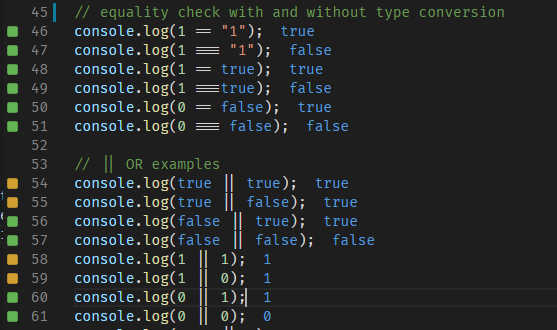 45 // equality check with and without type conversion
46 console.log(1 == "1"); true
47 console.log(1 === "1"); false
48 console.log(1 == true); true
49 console.log(1 ===true); false
50 console.log(0 == false); true
51 console.log(0 === false); false
52
53 // || OR examples
54 console.log(true || true); true
55 console.log(true || false); true
56 console.log(false || true); true
57 console.log(false || false); false
58 console.log(1 || 1); 1
59 console.log(1 || 0); 1
60 console.log(0 || 1); 1
61 console.log(0 || 0); 0